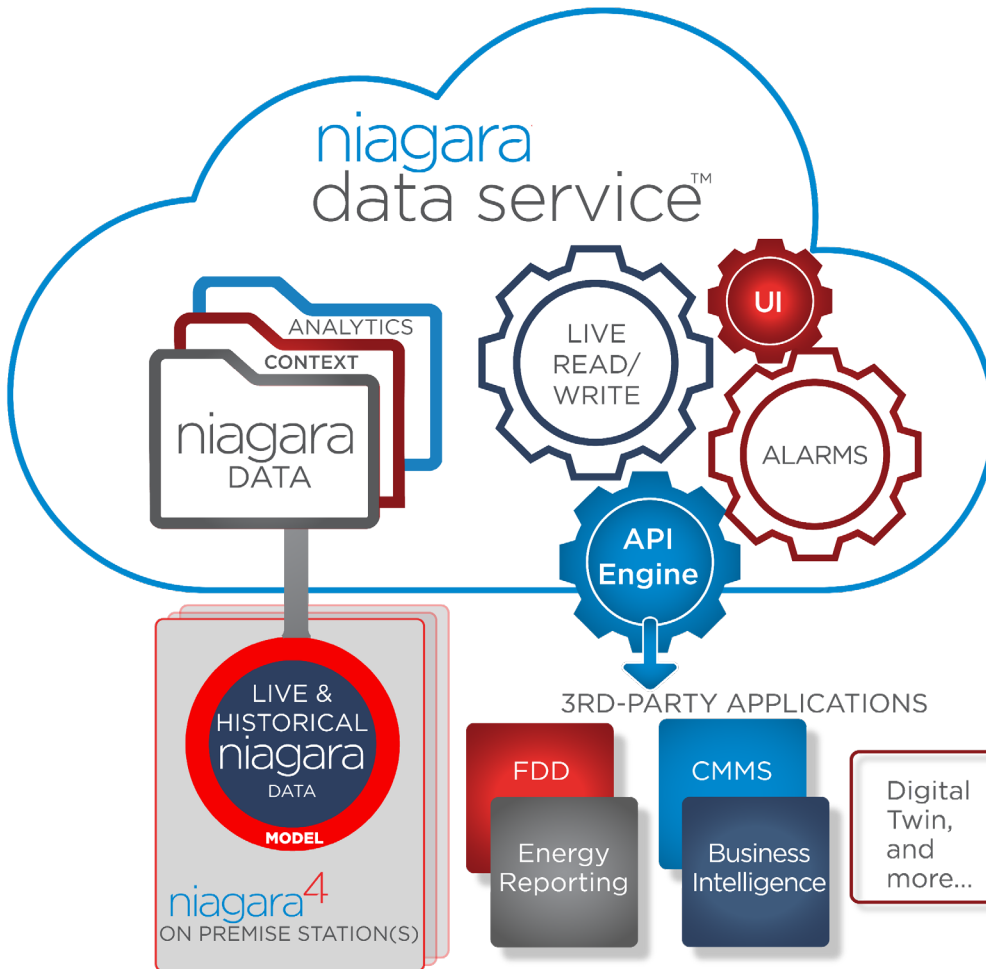 niagara
data service™
ANALYTICS
CONTEXT
niagara
DATA
LIVE
READ/
WRITE
UI
ALARMS
API
Engine
LIVE &
HISTORICAL
niagara
DATA
MODEL
niagara4
ON PREMISE STATION(S)
3RD-PARTY APPLICATIONS
FDD
Energy
Reporting
CMMS
Business
Intelligence
Digital
Twin,
and
more...